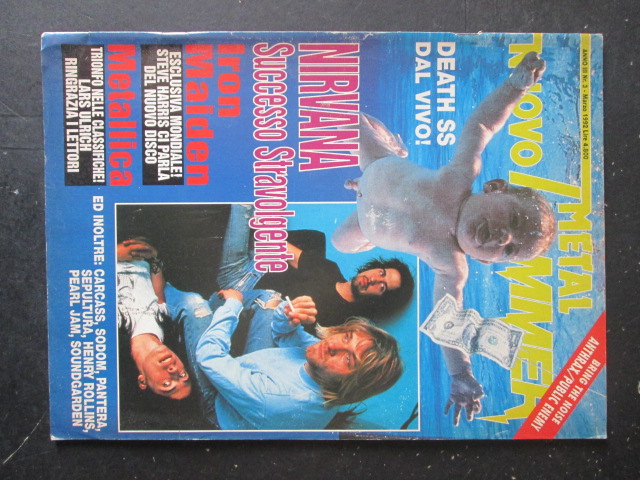 ANNO III Nr. 3 - Marzo 1992 Lire 4.500
NUOVO/METAL
HAMMER
BRING THE NOISE
ANTHRAX/PUBLIC ENEMY
DEATH SS
DAL VIVO!
NIRVANA
Successo Stravolgente
Iron
Maiden
ESCLUSIVA MONDIALE!
STEVE HARRIS CI PARLA
DEL NUOVO DISCO
Metallica
TRIONFO NELLE CLASSIFICHE:
LARS ULRICH
RINGRAZIA I LETTORI
ED INOLTRE: CARCASS, SODOM, PANTERA,
SEPULTURA, HENRY ROLLINS,
PEARL JAM, SOUNDGARDEN